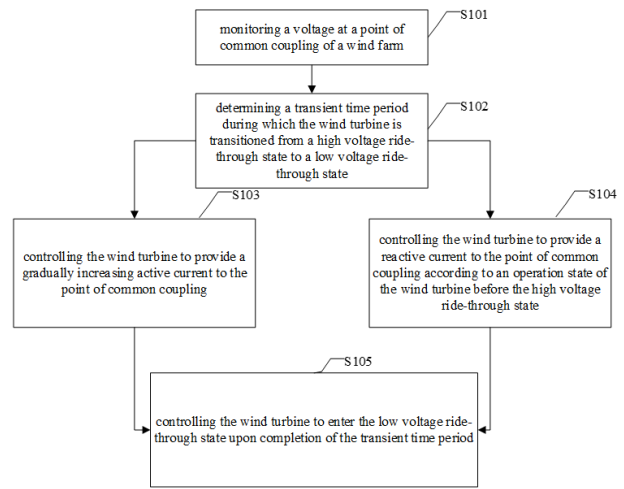 S101
monitoring a voltage at a point of
common coupling of a wind farm
S102
determining a transient time period
during which the wind turbine is
transitioned from a high voltage ride-
through state to a low voltage ride-
through state
S103
controlling the wind turbine to provide a
gradually increasing active current to the
point of common coupling
S104
controlling the wind turbine to provide a
reactive current to the point of common
coupling according to an operation state of
the wind turbine before the high voltage
ride-through state
S105
controlling the wind turbine to enter the low voltage ride-
through state upon completion of the transient time period